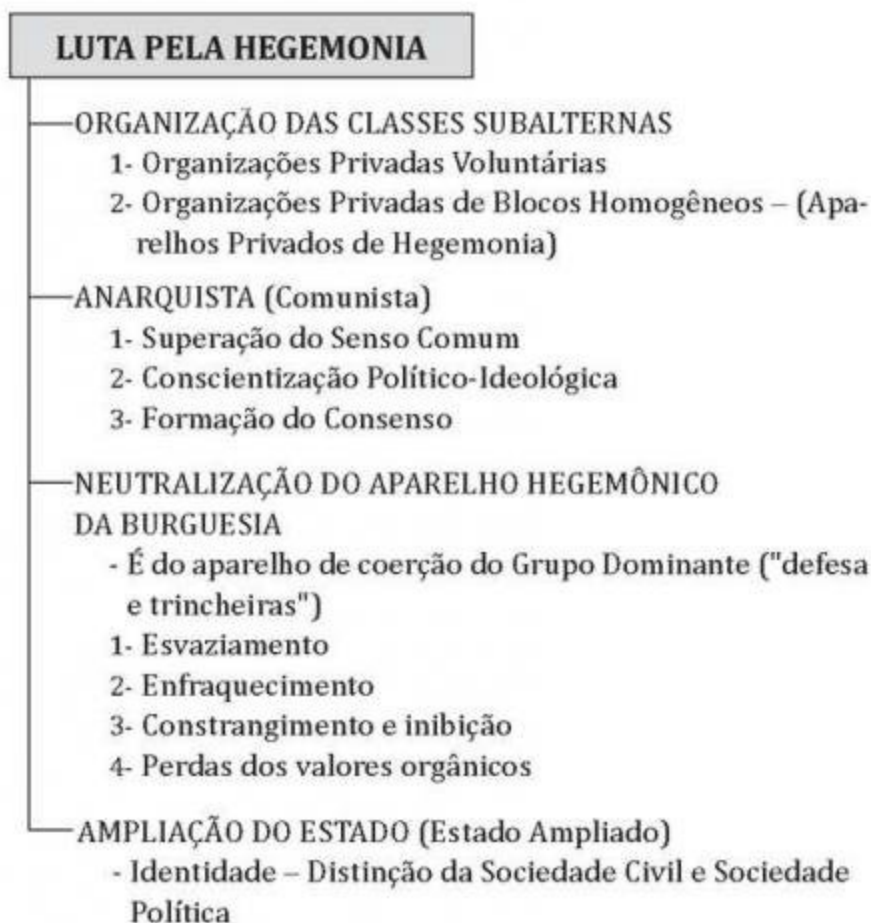 LUTA PELA HEGEMONIA
ORGANIZAÇÃO DAS CLASSES SUBALTERNAS
1- Organizações Privadas Voluntárias
2- Organizações Privadas de Blocos Homogêneos – (Apa-
relhos Privados de Hegemonia)
ANARQUISTA (Comunista)
1- Superação do Senso Comum
2- Conscientização Político-Ideológica
3- Formação do Consenso
NEUTRALIZAÇÃO DO APARELHO HEGEMÔNICO
DA BURGUESIA
- É do aparelho de coerção do Grupo Dominante ("defesa
e trincheiras")
1- Esvaziamento
2- Enfraquecimento
3- Constrangimento e inibição
4- Perdas dos valores orgânicos
AMPLIAÇÃO DO ESTADO (Estado Ampliado)
- Identidade – Distinção da Sociedade Civil e Sociedade
Política